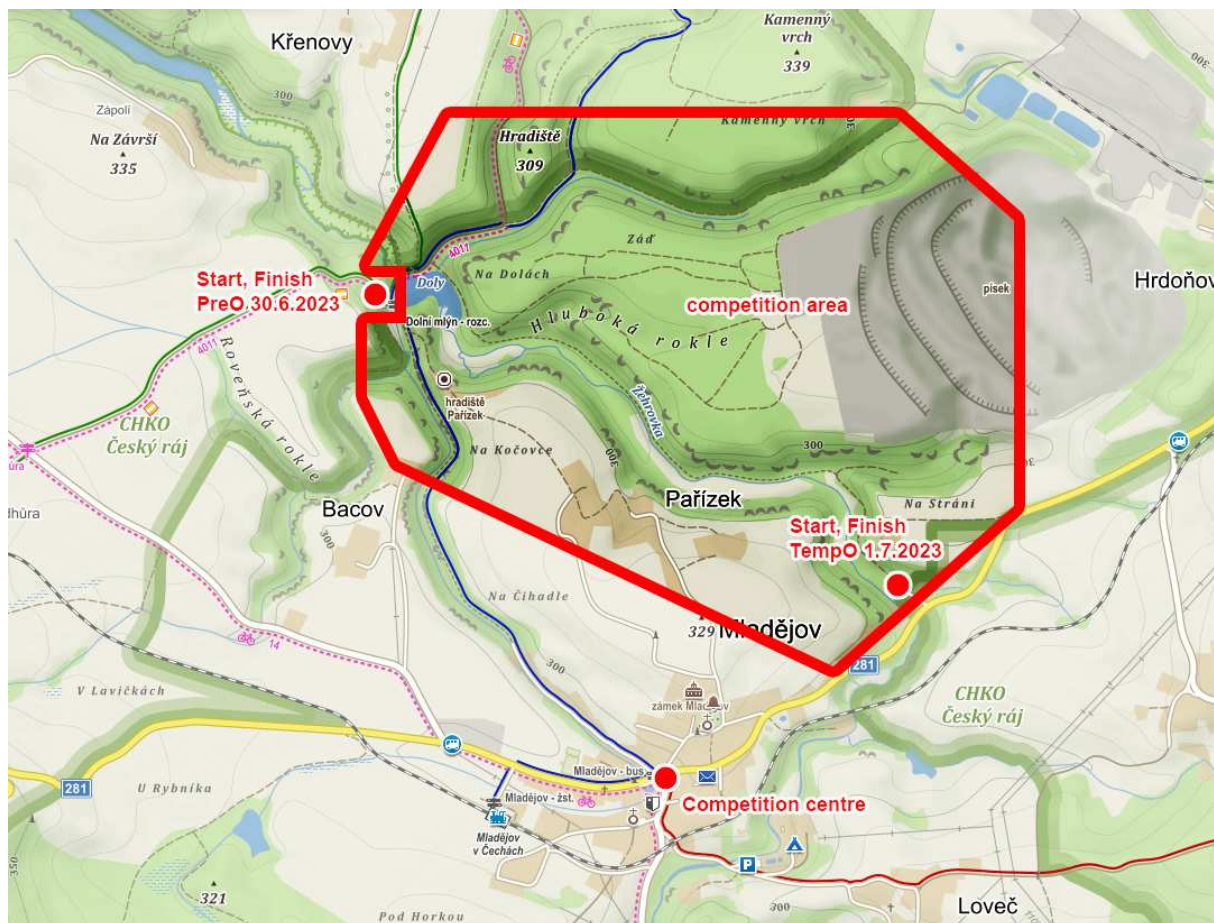 Křenovy
Kamenný
vrch
339
300
300
Zápolí
Na Závrší
335
Hradiště
309
Kamenný vrch
Záď
4011
Na Dolách
Doly
Start, Finish
PreO 30.6.2023
competition area
písek
Hrdoňov
Dolní mlýn - rozc.
Hluboká
rokle
4011
Roveňská rokle
hradiště
Pařízek
Žehrovka
CHKO
Český ráj
300
Na Kočovce
300
Pařízek
Na Stráni
Bacov
300
Start, Finish
TempO 1.7.2023
Na Čihadle
329
Mladějov
14
281
300
V Lavičkách
zámek Mladějov
CHKO
Český ráj
281
U Rybníka
Mladějov - bus
Mladějov - žst.
Competition centre
Mladějov
v Čechách
P
321
Pod Horkou
300
Loveč